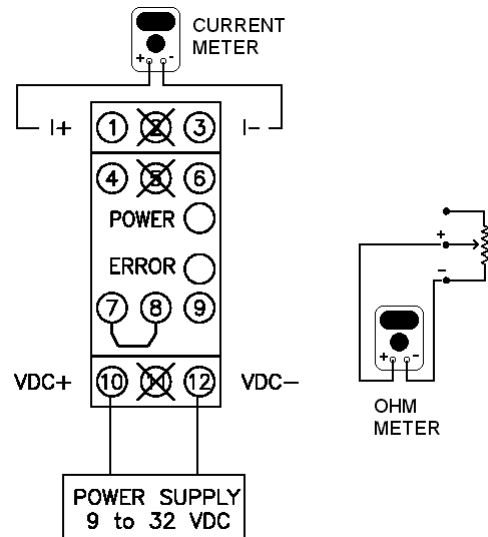 CURRENT
METER
+ -
I+ 1 2 3 I-
4 5 6
POWER
ERROR
7 8 9
VDC+ 10 11 12 VDC-
POWER SUPPLY
9 to 32 VDC
+
-
+ -
OHM
METER